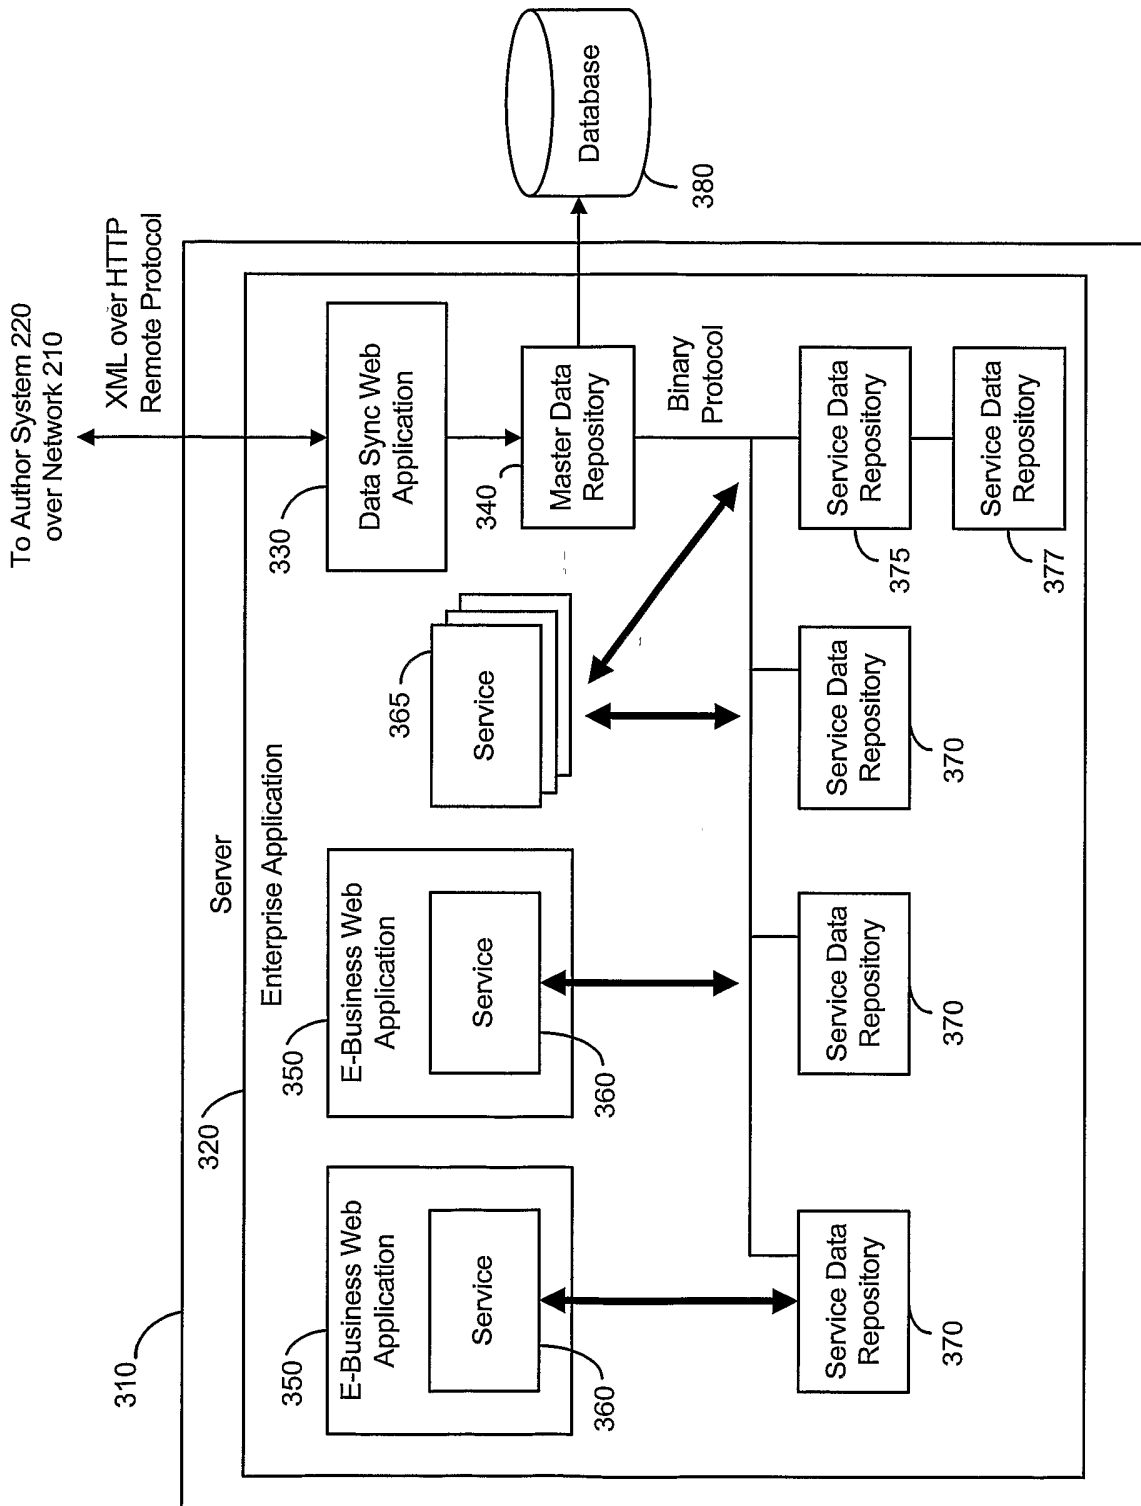 To Author System 220
over Network 210
XML over HTTP
Remote Protocol
310
Server
320
Enterprise Application
350
E-Business Web
Application
Service
360
350
E-Business Web
Application
Service
360
365
Service
330
Data Sync Web
Application
340
Master Data
Repository
Database
380
Binary
Protocol
Service Data
Repository
370
Service Data
Repository
370
Service Data
Repository
370
Service Data
Repository
375
Service Data
Repository
377